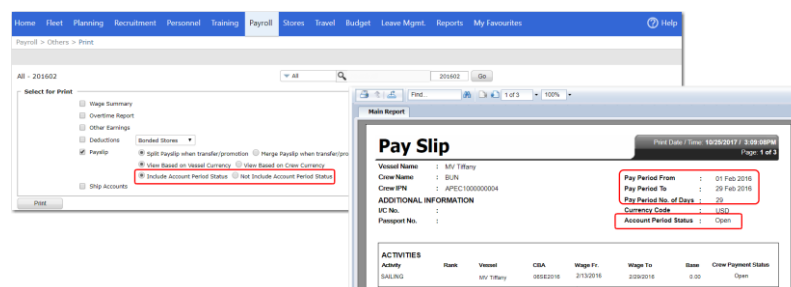 Home Fleet Planning Recruitment Personnel Training Payroll Stores Travel Budget Leave Mgmt. Reports My Favourites Help
Payroll > Others > Print
All - 201602 All 201602 Go
Select for Print
Wage Summary
Overtime Report
Other Earnings
Deductions Bonded Stores
Payslip Split Payslip when transfer/promotion Merge Payslip when transfer/pro
View Based on Vessel Currency View Based on Crew Currency
Include Account Period Status Not Include Account Period Status
Ship Accounts
Print
Find... 1 of 3 100%
Main Report
Pay Slip
Print Date / Time: 10/25/2017 / 3:09:08PM
Page: 1 of 3
Vessel Name : MV Tiffany
Crew Name : BUN
Crew IPN : APEC1000000004
ADDITIONAL INFORMATION
I/C No. :
Passport No. :
Pay Period From : 01 Feb 2016
Pay Period To : 29 Feb 2016
Pay Period No. of Days : 29
Currency Code : USD
Account Period Status : Open
ACTIVITIES
Activity Rank Vessel CBA Wage Fr. Wage To Base Crew Payment Status
SAILING MV Tiffany 2/13/2016 2/29/2016 0.00 Open